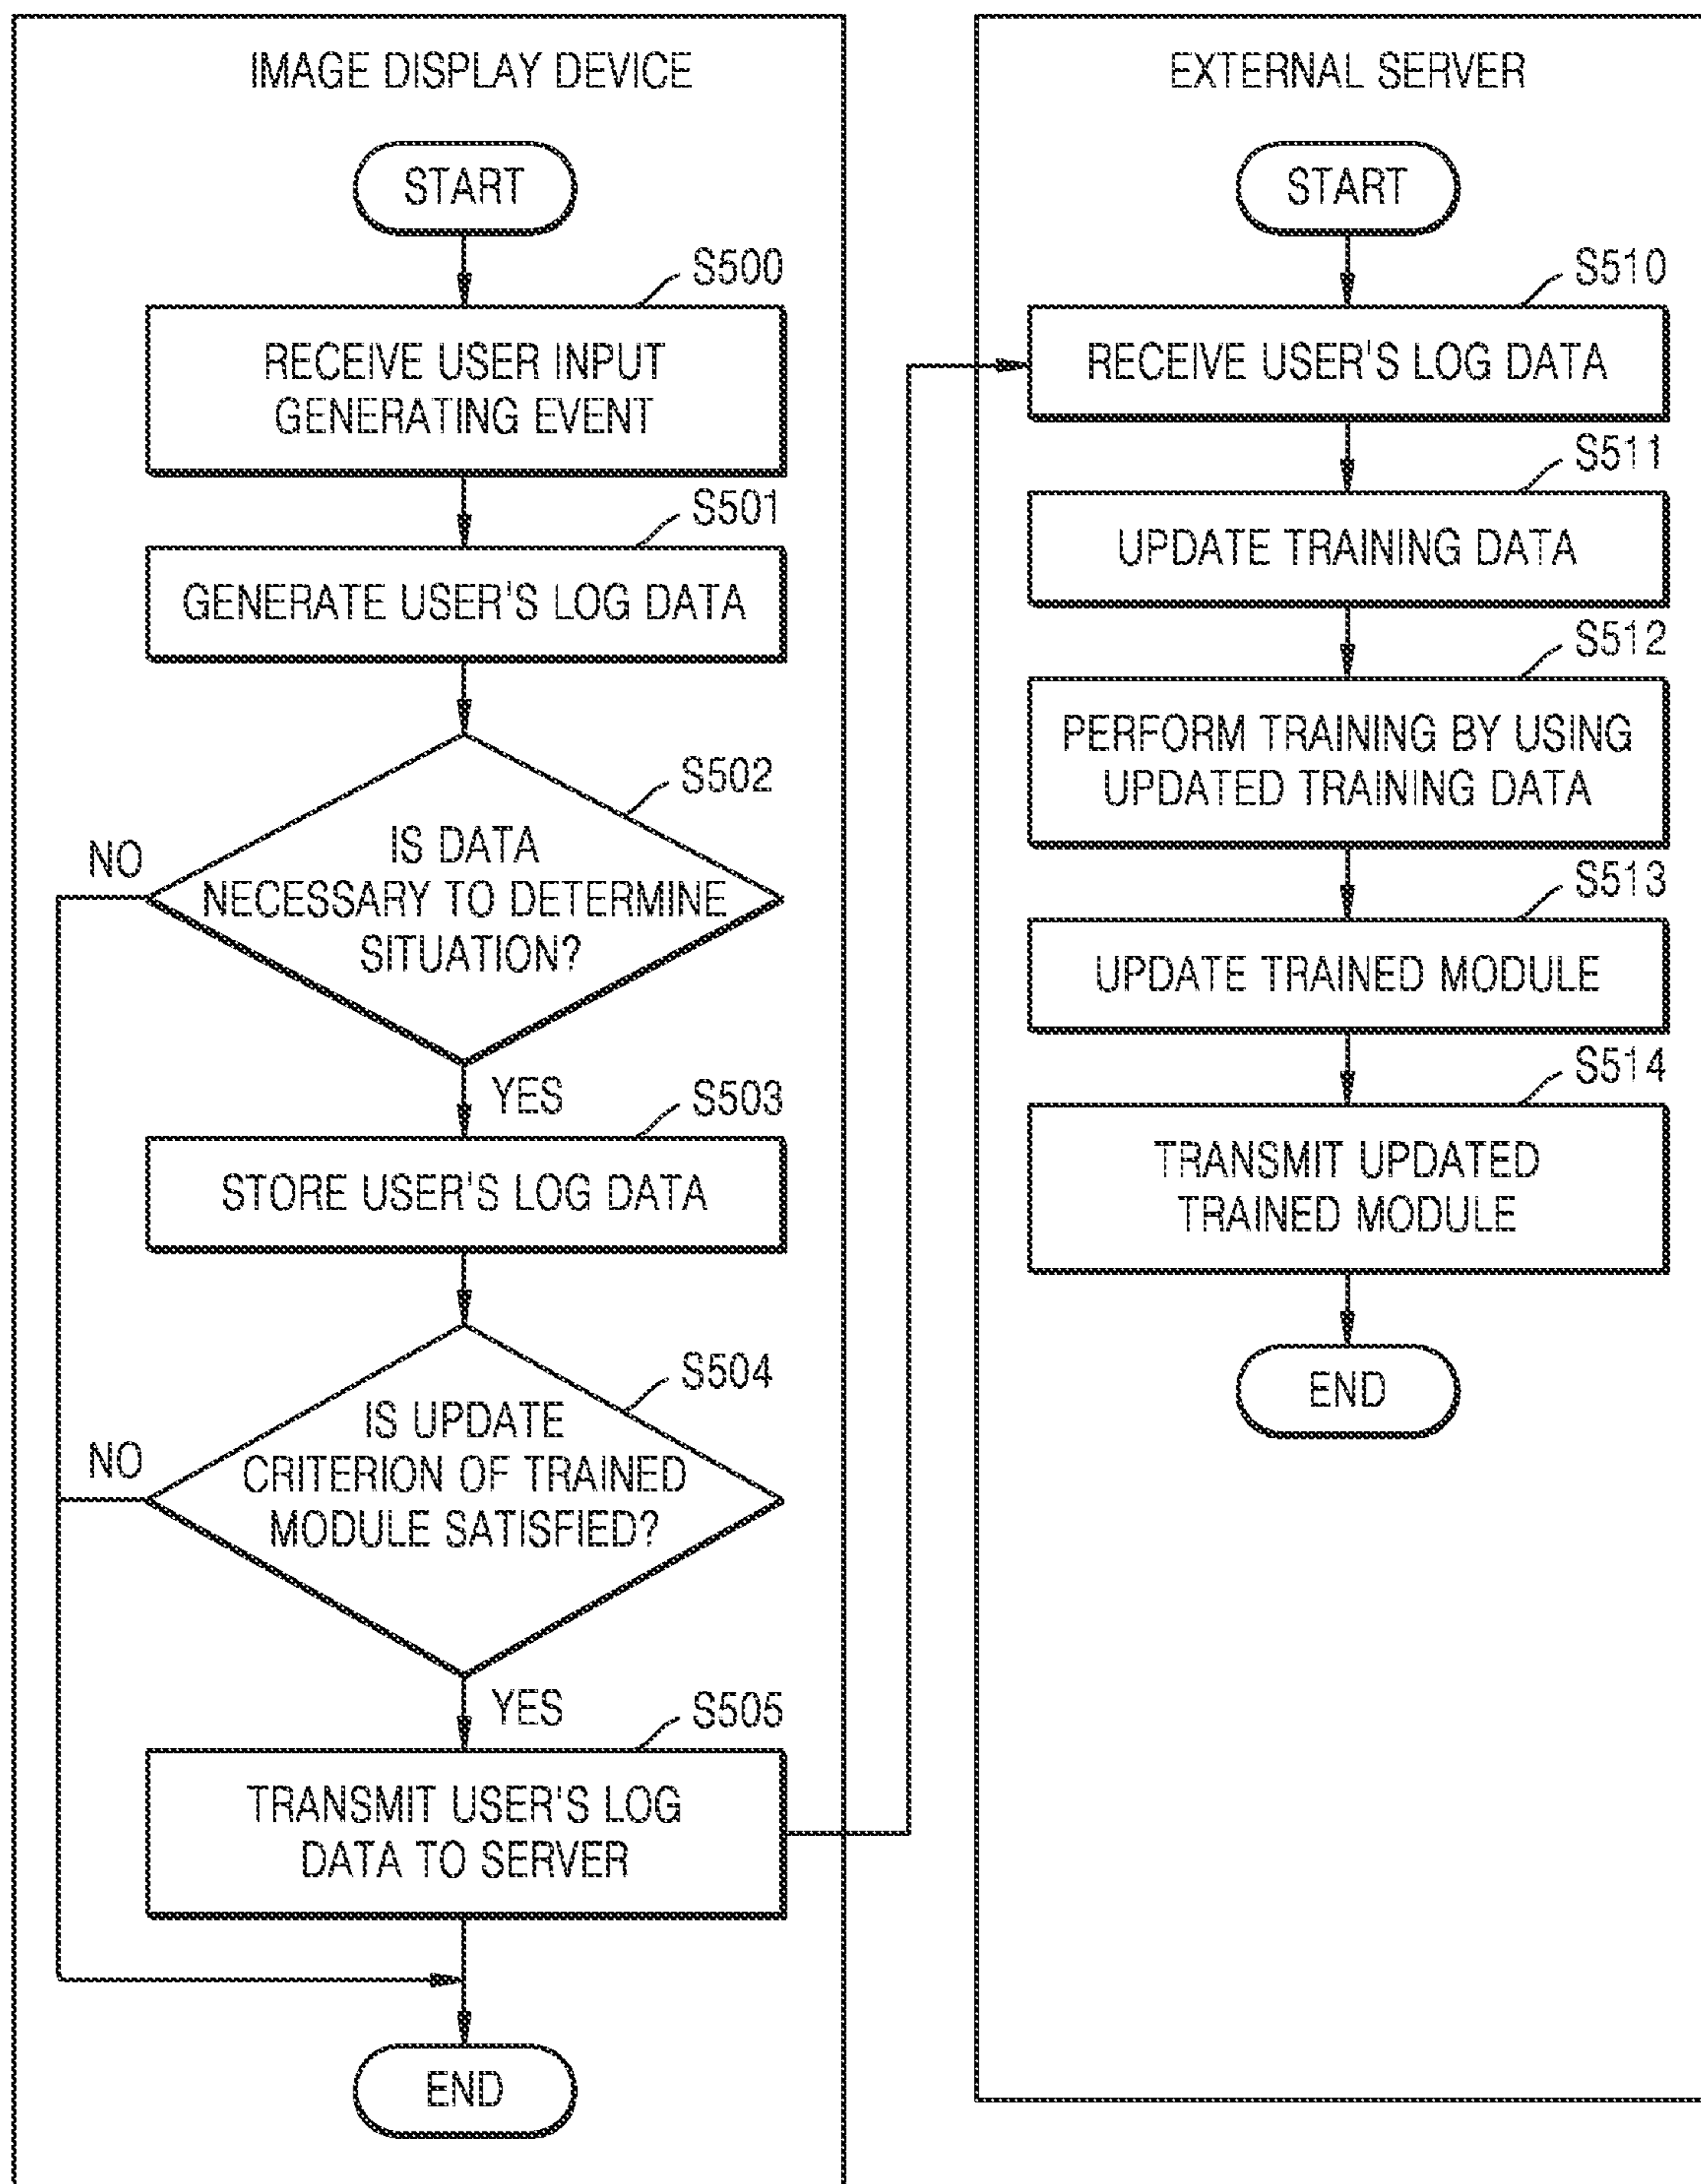 IMAGE DISPLAY DEVICE
START
S500
RECEIVE USER INPUT
GENERATING EVENT
S501
GENERATE USER'S LOG DATA
S502
IS DATA
NECESSARY TO DETERMINE
SITUATION?
NO
YES
S503
STORE USER'S LOG DATA
S504
IS UPDATE
CRITERION OF TRAINED
MODULE SATISFIED?
NO
YES
S505
TRANSMIT USER'S LOG
DATA TO SERVER
END
EXTERNAL SERVER
START
S510
RECEIVE USER'S LOG DATA
S511
UPDATE TRAINING DATA
S512
PERFORM TRAINING BY USING
UPDATED TRAINING DATA
S513
UPDATE TRAINED MODULE
S514
TRANSMIT UPDATED
TRAINED MODULE
END